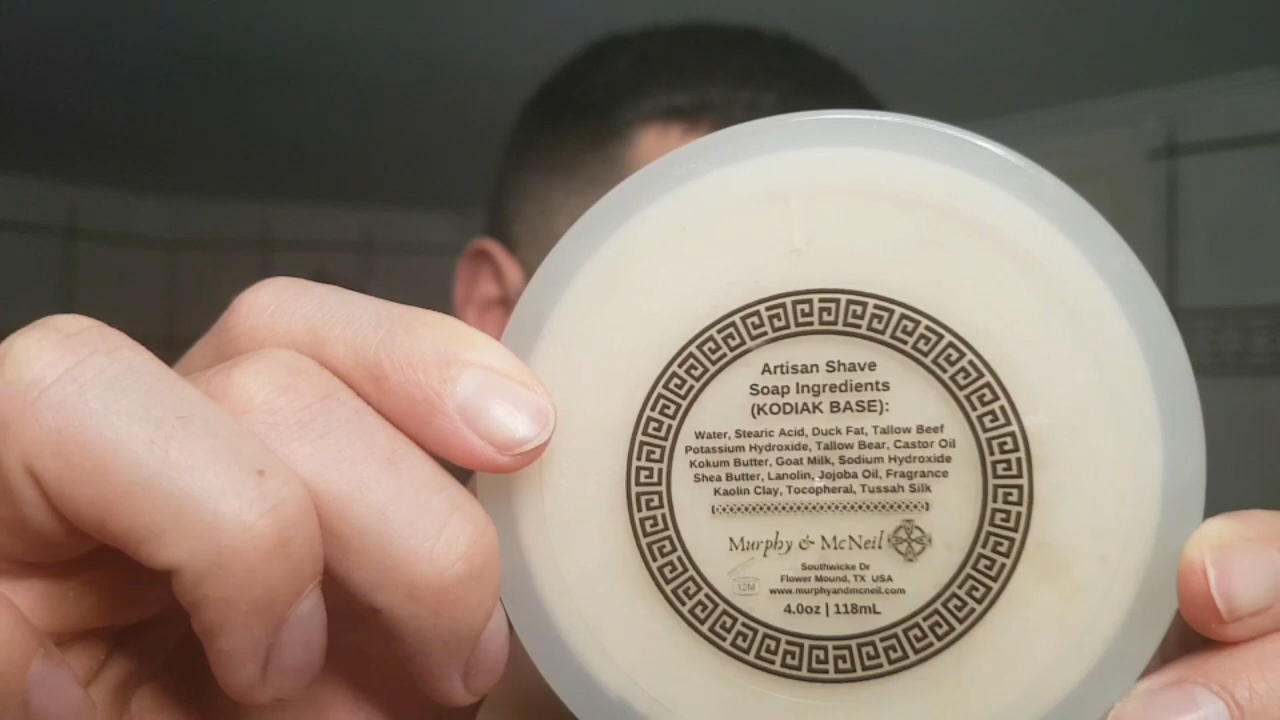 Artisan Shave
Soap Ingredients
(KODIAK BASE):
Water, Stearic Acid, Duck Fat, Tallow Beef
Potassium Hydroxide, Tallow Bear, Castor Oil
Kokum Butter, Goat Milk, Sodium Hydroxide
Shea Butter, Lanolin, Jojoba Oil, Fragrance
Kaolin Clay, Tocopheral, Tussah Silk
Murphy & McNeil
Southwicke Dr
Flower Mound, TX USA
12M
www.murphyandmcneil.com
4.0oz | 118mL